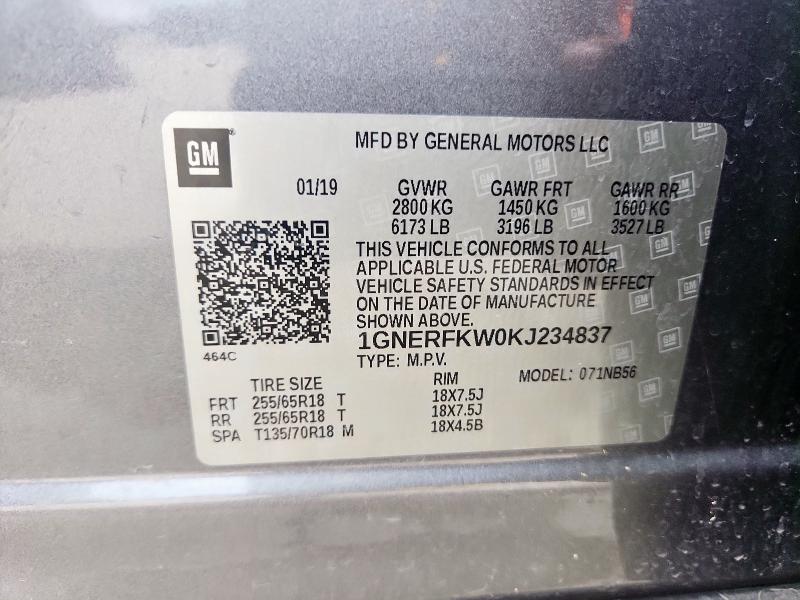 GM
MFD BY GENERAL MOTORS LLC
01/19 GVWR GAWR FRT GAWR RR
2800 KG 1450 KG 1600 KG
6173 LB 3196 LB 3527 LB
THIS VEHICLE CONFORMS TO ALL
APPLICABLE U.S. FEDERAL MOTOR
VEHICLE SAFETY STANDARDS IN EFFECT
ON THE DATE OF MANUFACTURE
SHOWN ABOVE.
464C
1GNERFKW0KJ234837
TYPE: M.P.V. MODEL: 071NB56
TIRE SIZE RIM
FRT 255/65R18 T 18X7.5J
RR 255/65R18 T 18X7.5J
SPA T135/70R18 M 18X4.5B